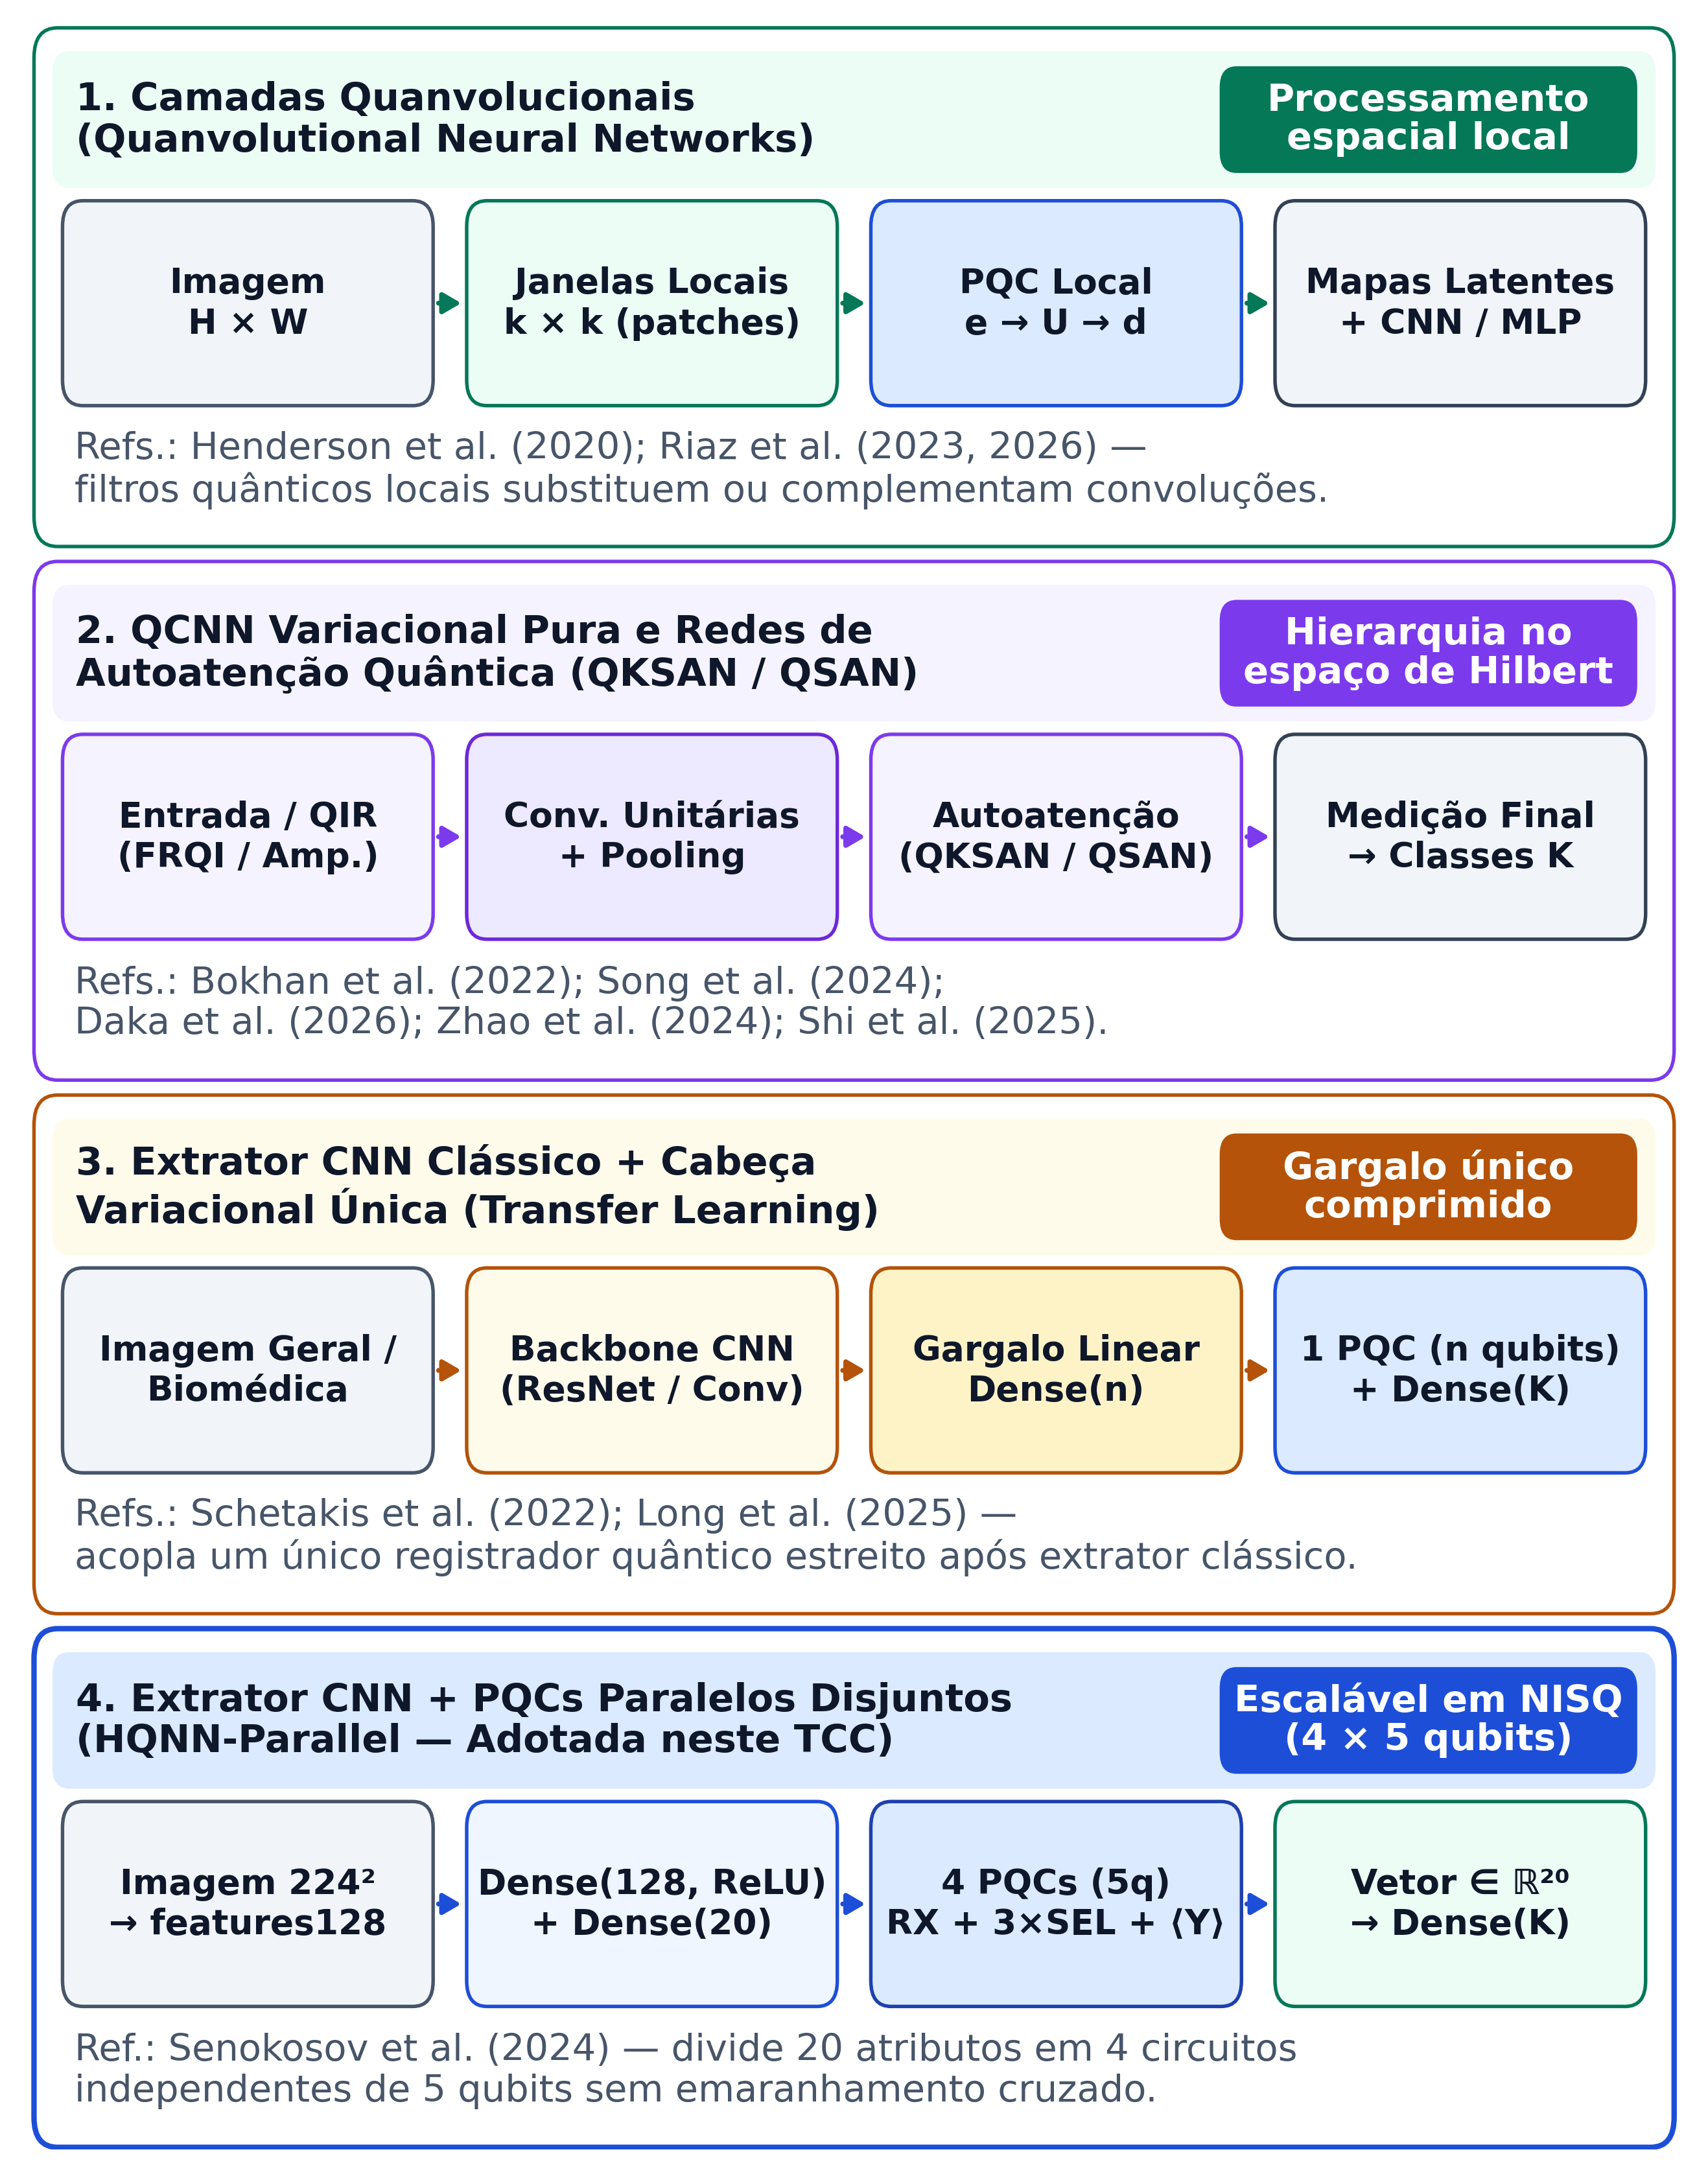 1. Camadas Quanvolucionais
(Quanvolutional Neural Networks)
Processamento
espacial local
Imagem
H × W
Janelas Locais
k × k (patches)
PQC Local
e → U → d
Mapas Latentes
+ CNN / MLP
Refs.: Henderson et al. (2020); Riaz et al. (2023, 2026) —
filtros quânticos locais substituem ou complementam convoluções.
2. QCNN Variacional Pura e Redes de
Autoatenção Quântica (QKSAN / QSAN)
Hierarquia no
espaço de Hilbert
Entrada / QIR
(FRQI / Amp.)
Conv. Unitárias
+ Pooling
Autoatenção
(QKSAN / QSAN)
Medição Final
→ Classes K
Refs.: Bokhan et al. (2022); Song et al. (2024);
Daka et al. (2026); Zhao et al. (2024); Shi et al. (2025).
3. Extrator CNN Clássico + Cabeça
Variacional Única (Transfer Learning)
Gargalo único
comprimido
Imagem Geral /
Biomédica
Backbone CNN
(ResNet / Conv)
Gargalo Linear
Dense(n)
1 PQC (n qubits)
+ Dense(K)
Refs.: Schetakis et al. (2022); Long et al. (2025) —
acopla um único registrador quântico estreito após extrator clássico.
4. Extrator CNN + PQCs Paralelos Disjuntos
(HQNN-Parallel — Adotada neste TCC)
Escalável em NISQ
(4 × 5 qubits)
Imagem 224²
→ features128
Dense(128, ReLU)
+ Dense(20)
4 PQCs (5q)
RX + 3×SEL + ⟨Y⟩
Vetor ∈ ℝ²⁰
→ Dense(K)
Ref.: Senokosov et al. (2024) — divide 20 atributos em 4 circuitos
independentes de 5 qubits sem emaranhamento cruzado.